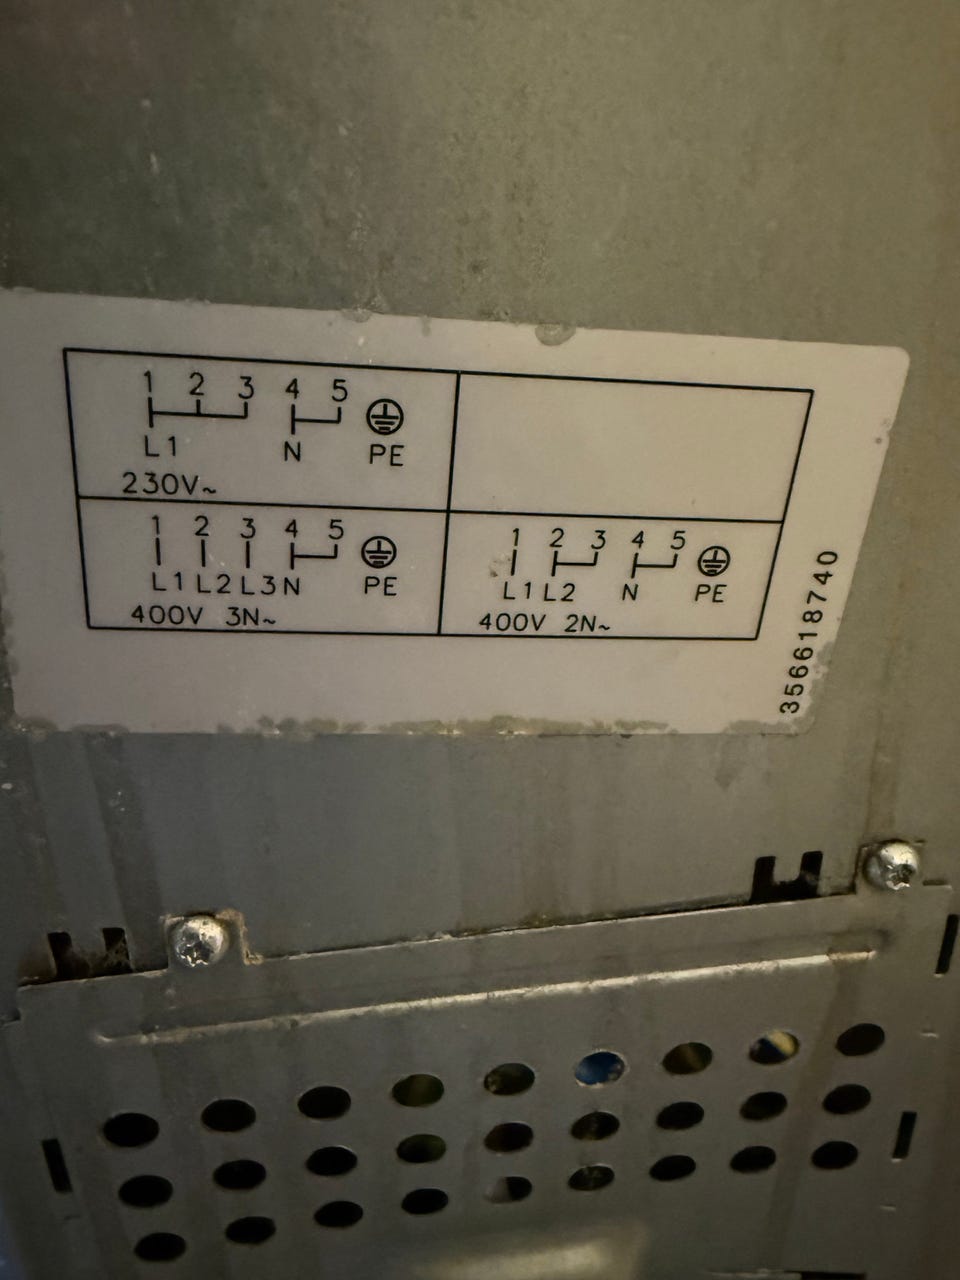 1 2 3 4 5
L1 N PE
230V~
1 2 3 4 5
L1 L2 L3 N PE
400V 3N~
1 2 3 4 5
L1 L2 N PE
400V 2N~
356618740